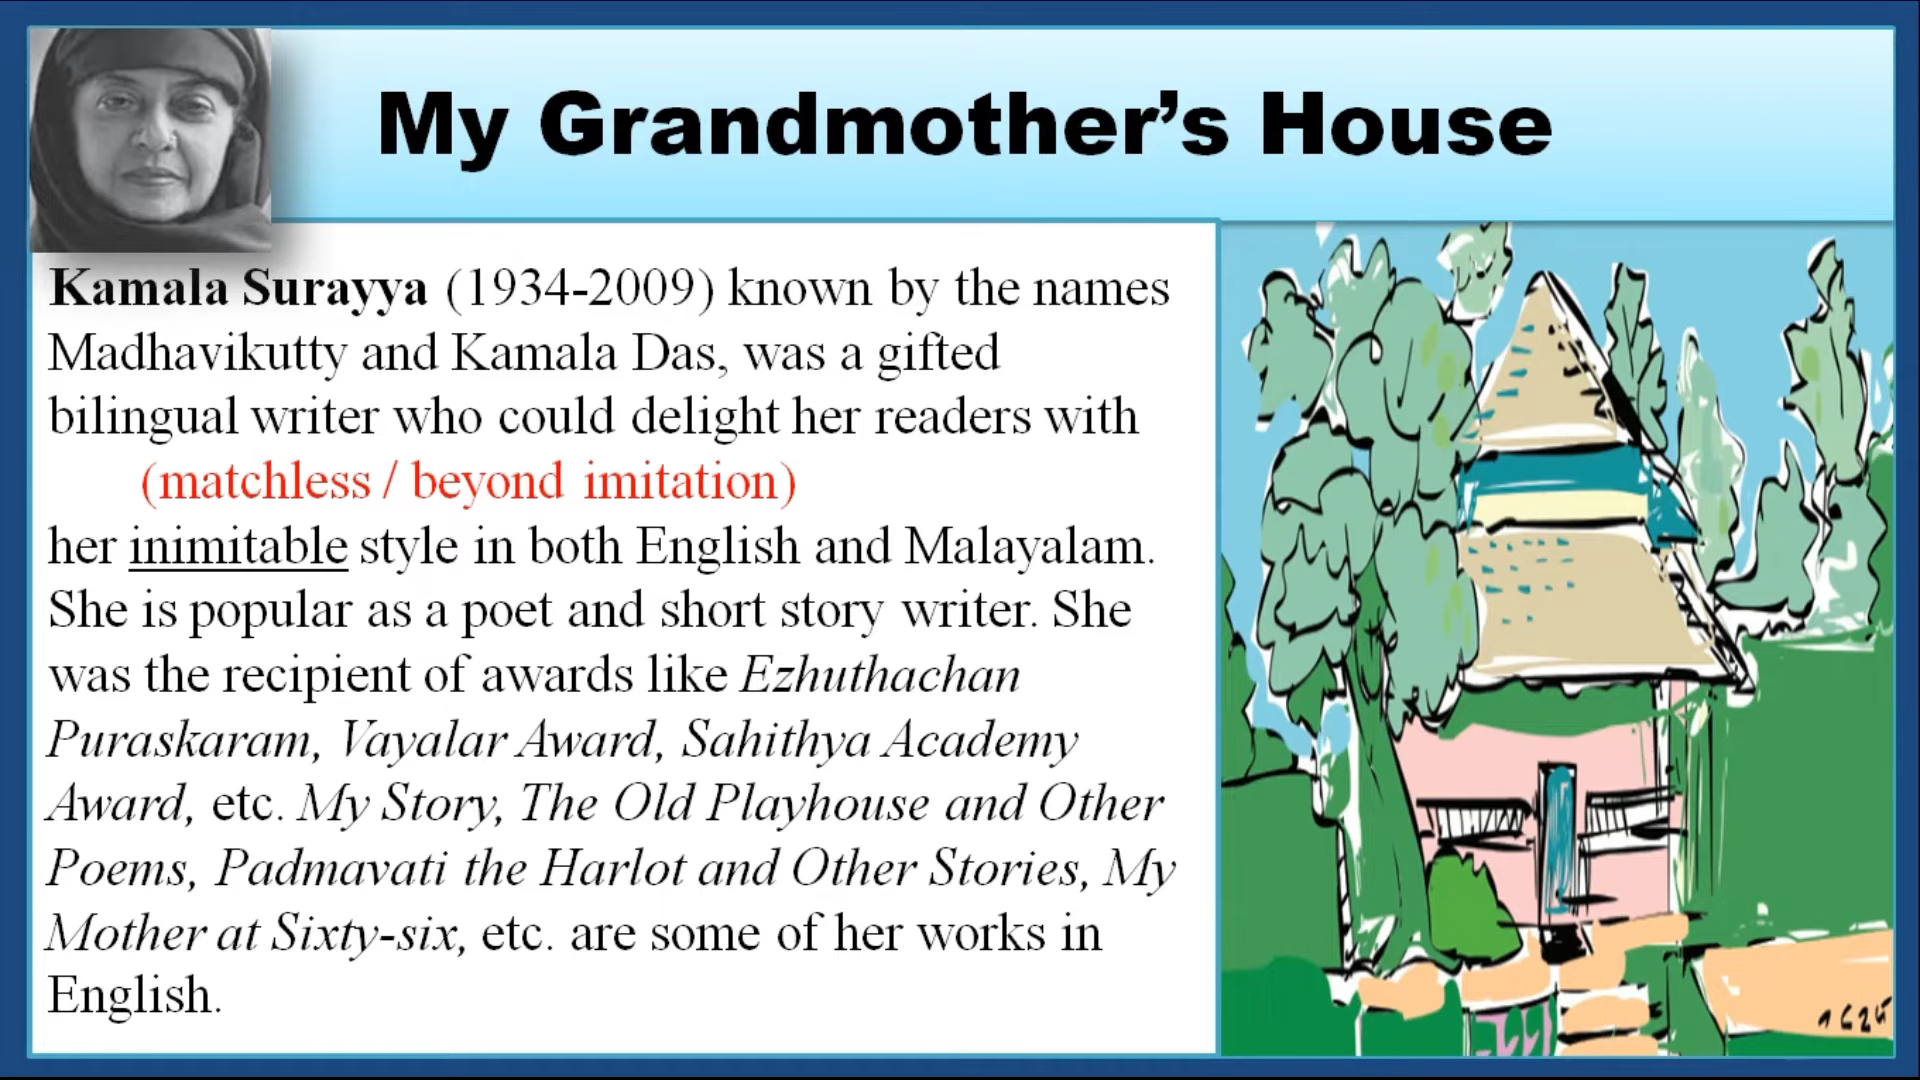 My Grandmother’s House
Kamala Surayya (1934-2009) known by the names
Madhavikutty and Kamala Das, was a gifted
bilingual writer who could delight her readers with
(matchless / beyond imitation)
her inimitable style in both English and Malayalam.
She is popular as a poet and short story writer. She
was the recipient of awards like Ezhuthachan
Puraskaram, Vayalar Award, Sahithya Academy
Award, etc. My Story, The Old Playhouse and Other
Poems, Padmavati the Harlot and Other Stories, My
Mother at Sixty-six, etc. are some of her works in
English.